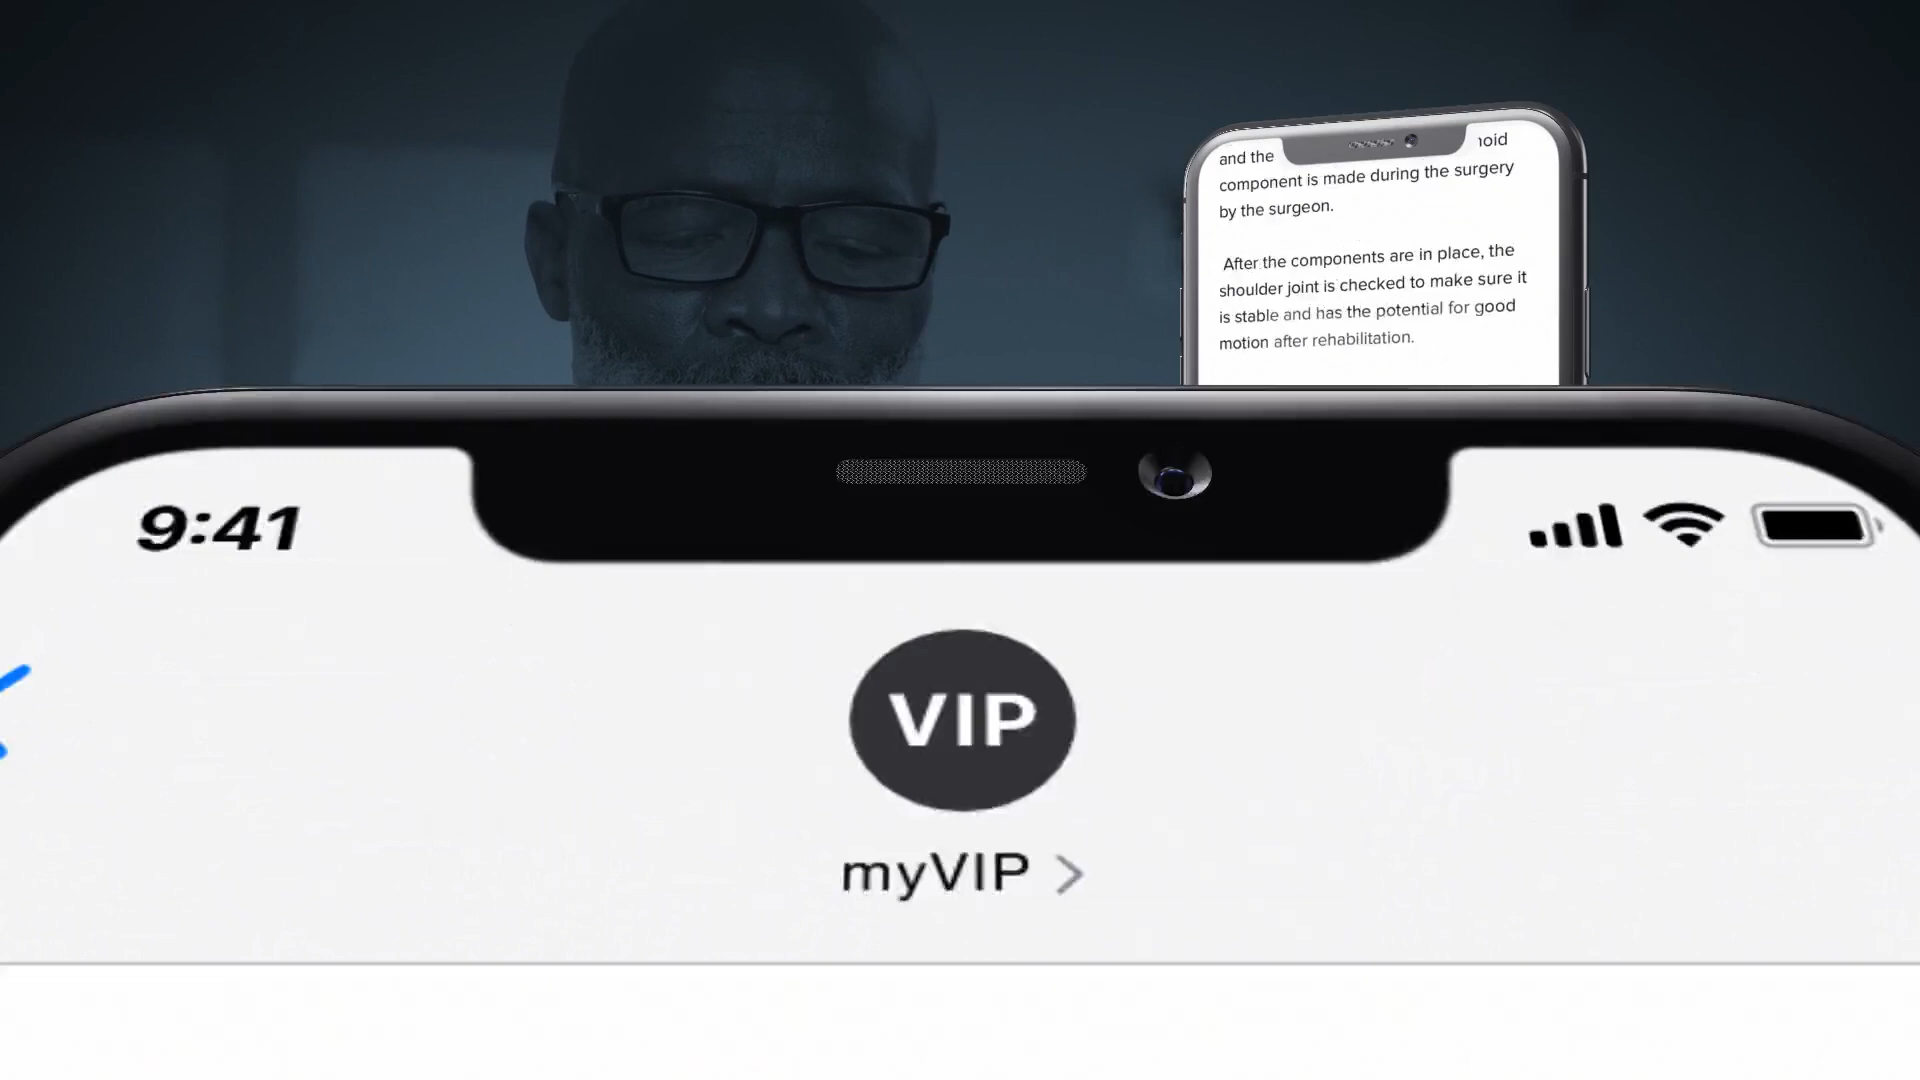 and the
noid
component is made during the surgery
by the surgeon.
After the components are in place, the
shoulder joint is checked to make sure it
is stable and has the potential for good
motion after rehabilitation.
9:41
VIP
myVIP >